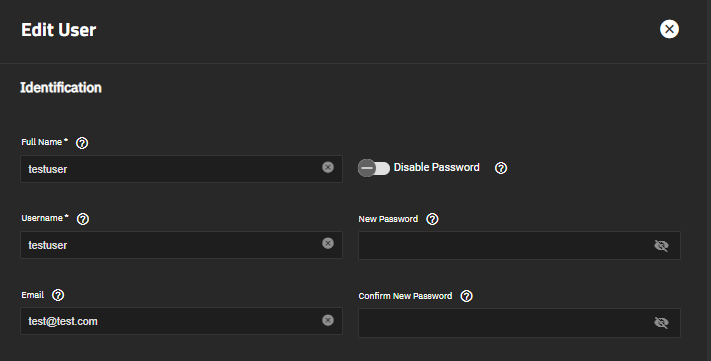 Edit User
Identification
Full Name *
testuser
Disable Password
Username *
testuser
New Password
Email
test@test.com
Confirm New Password